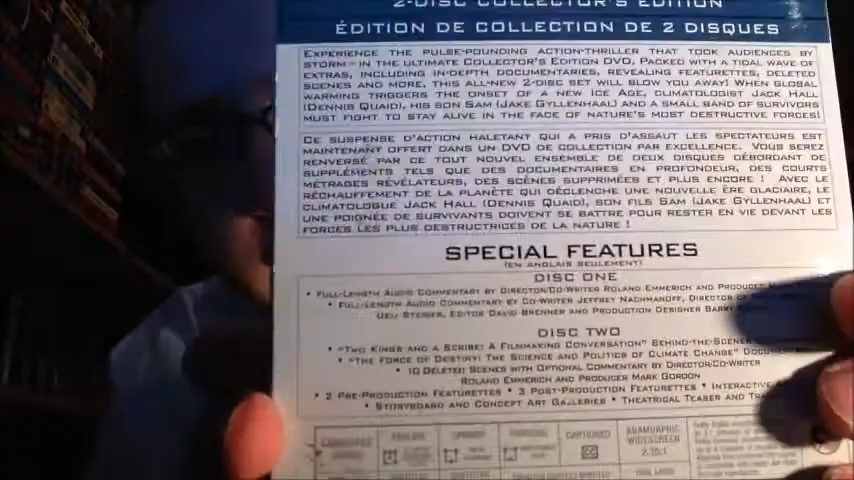 2-DISC COLLECTOR'S EDITION
ÉDITION DE COLLECTION DE 2 DISQUES
EXPERIENCE THE PULSE-POUNDING ACTION-THRILLER THAT TOOK AUDIENCES BY
STORM – IN THE ULTIMATE COLLECTOR'S EDITION DVD. PACKED WITH A TIDAL WAVE OF
EXTRAS, INCLUDING IN-DEPTH DOCUMENTARIES, REVEALING FEATURETTES, DELETED
SCENES AND MORE, THIS ALL-NEW 2-DISC SET WILL BLOW YOU AWAY! WHEN GLOBAL
WARMING TRIGGERS THE ONSET OF A NEW ICE AGE, CLIMATOLOGIST JACK HALL
(DENNIS QUAID), HIS SON SAM (JAKE GYLLENHAAL) AND A SMALL BAND OF SURVIVORS
MUST FIGHT TO STAY ALIVE IN THE FACE OF NATURE'S MOST DESTRUCTIVE FORCES!
CE SUSPENSE D'ACTION HALETANT QUI A PRIS D'ASSAUT LES SPECTATEURS EST
MAINTENANT OFFERT DANS UN DVD DE COLLECTION PAR EXCELLENCE. VOUS SEREZ
RENVERSÉ PAR CE TOUT NOUVEL ENSEMBLE DE DEUX DISQUES DÉBORDANT DE
SUPPLÉMENTS TELS QUE DES DOCUMENTAIRES EN PROFONDEUR, DES COURTS
MÉTRAGES RÉVÉLATEURS, DES SCÈNES SUPPRIMÉES ET PLUS ENCORE ! AVEC LE
RÉCHAUFFEMENT DE LA PLANÈTE QUI DÉCLENCHE UNE NOUVELLE ÈRE GLACIAIRE, LE
CLIMATOLOGUE JACK HALL (DENNIS QUAID), SON FILS SAM (JAKE GYLLENHAAL) ET
UNE POIGNÉE DE SURVIVANTS DOIVENT SE BATTRE POUR RESTER EN VIE DEVANT LES
FORCES LES PLUS DESTRUCTRICES DE LA NATURE !
SPECIAL FEATURES
(EN ANGLAIS SEULEMENT)
DISC ONE
• FULL-LENGTH AUDIO COMMENTARY BY DIRECTOR/CO-WRITER ROLAND EMMERICH AND PRODUCER
• FULL-LENGTH AUDIO COMMENTARY BY CO-WRITER JEFFREY NACHMANOFF, DIRECTOR OF
UELI STEIGER, EDITOR DAVID BRENNER AND PRODUCTION DESIGNER BARRY
DISC TWO
• "TWO KINGS AND A SCRIBE: A FILMMAKING CONVERSATION" BEHIND-THE-SCENES
• "THE FORCE OF DESTINY: THE SCIENCE AND POLITICS OF CLIMATE CHANGE"
• 10 DELETED SCENES WITH OPTIONAL COMMENTARY BY DIRECTOR/CO-WRITER
ROLAND EMMERICH AND PRODUCER MARK GORDON
• 2 PRE-PRODUCTION FEATURETTES • 3 POST-PRODUCTION FEATURETTES • INTERACTIVE
• STORYBOARD AND CONCEPT ART GALLERIES • THEATRICAL TEASER AND
CAPTIONED
ANAMORPHIC
WIDESCREEN
2.35:1